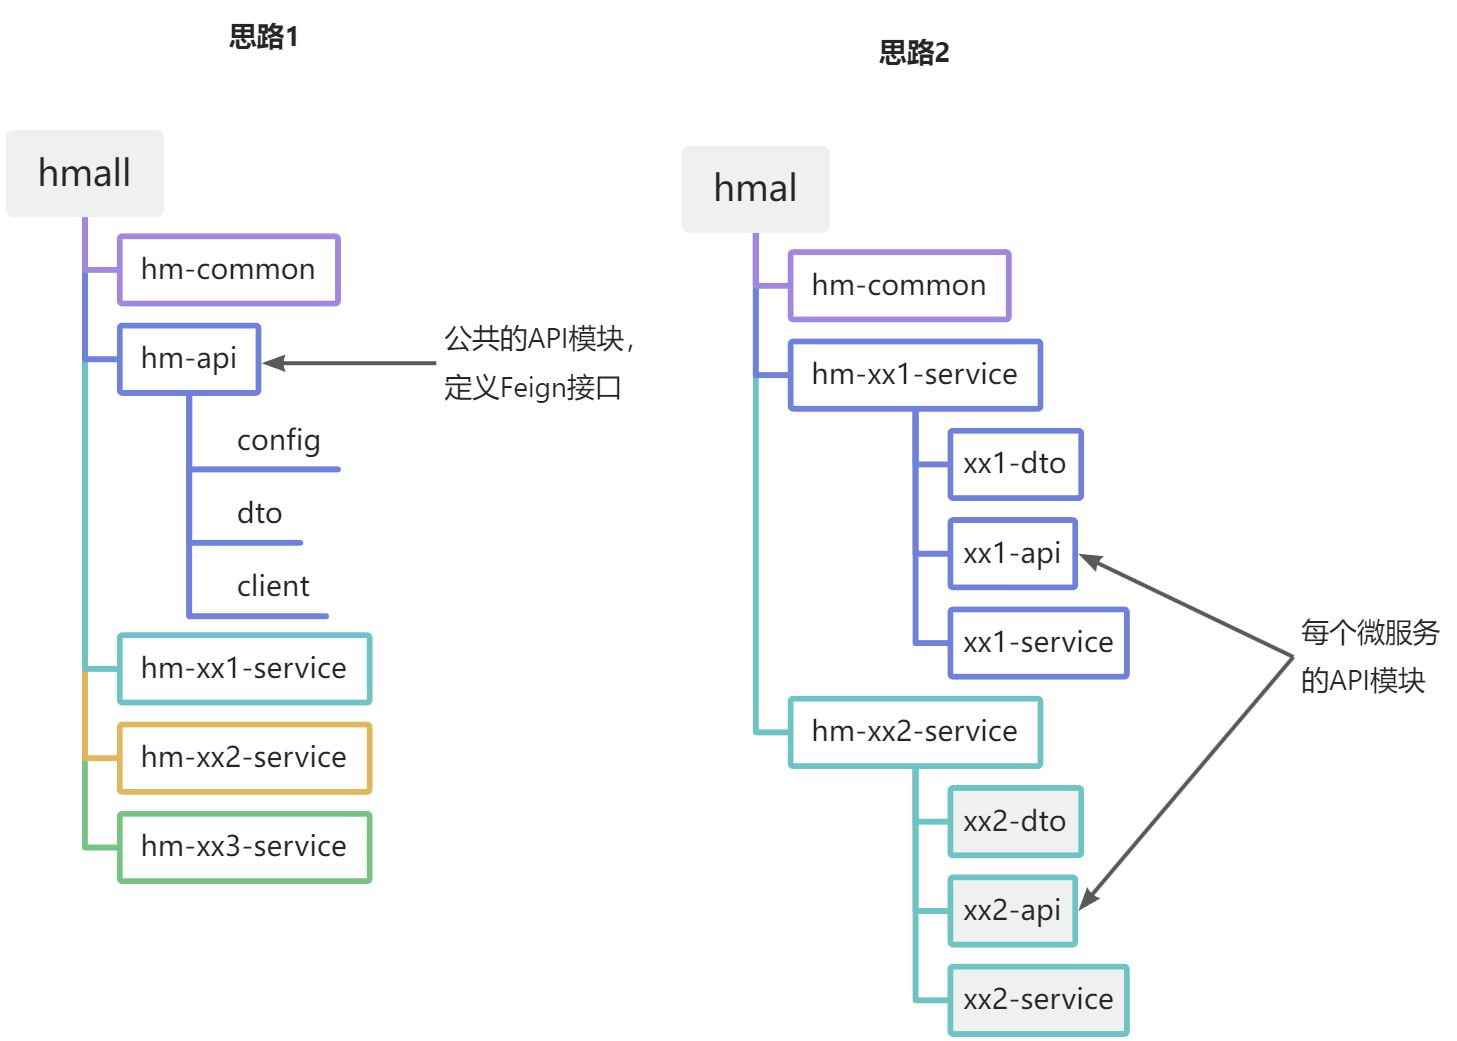 思路1
hmall
hm-common
hm-api
公共的API模块，
定义Feign接口
config
dto
client
hm-xx1-service
hm-xx2-service
hm-xx3-service
思路2
hmal
hm-common
hm-xx1-service
xx1-dto
xx1-api
xx1-service
每个微服务
的API模块
hm-xx2-service
xx2-dto
xx2-api
xx2-service